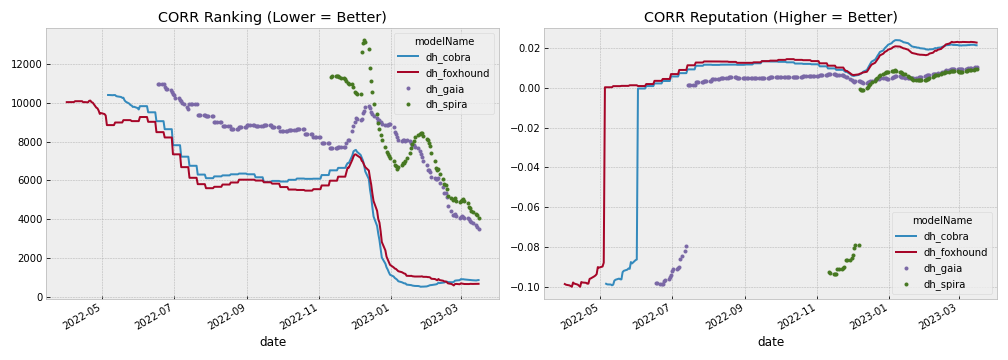 CORR Ranking (Lower = Better)
12000
10000
8000
6000
4000
2000
0
modelName
dh_cobra
dh_foxhound
dh_gaia
dh_spira
2022-05
2022-07
2022-09
2022-11
2023-01
2023-03
date
CORR Reputation (Higher = Better)
0.02
0.00
−0.02
−0.04
−0.06
−0.08
−0.10
modelName
dh_cobra
dh_foxhound
dh_gaia
dh_spira
2022-05
2022-07
2022-09
2022-11
2023-01
2023-03
date